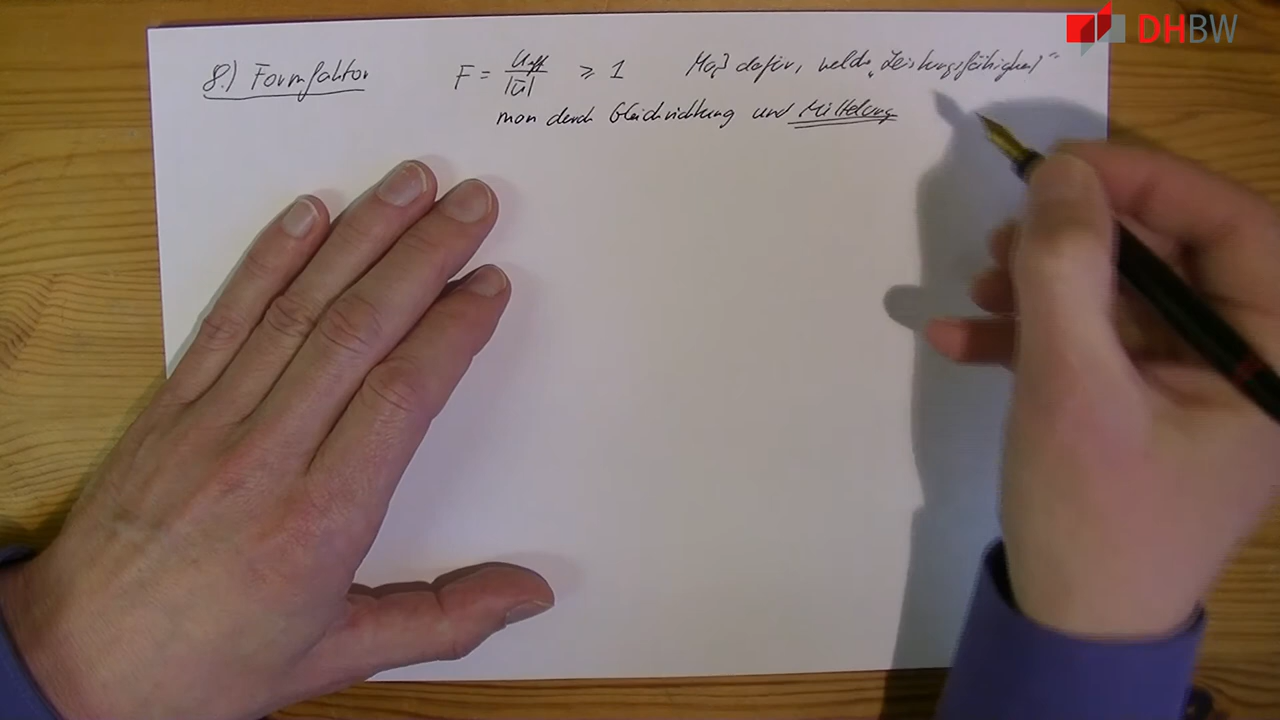 DHBW
8.) Formfaktor F = Ueff / |ū| ⩾ 1 Maß dafür, welche „Leistungsfähigkeit“
man durch Gleichrichtung und Mittelung